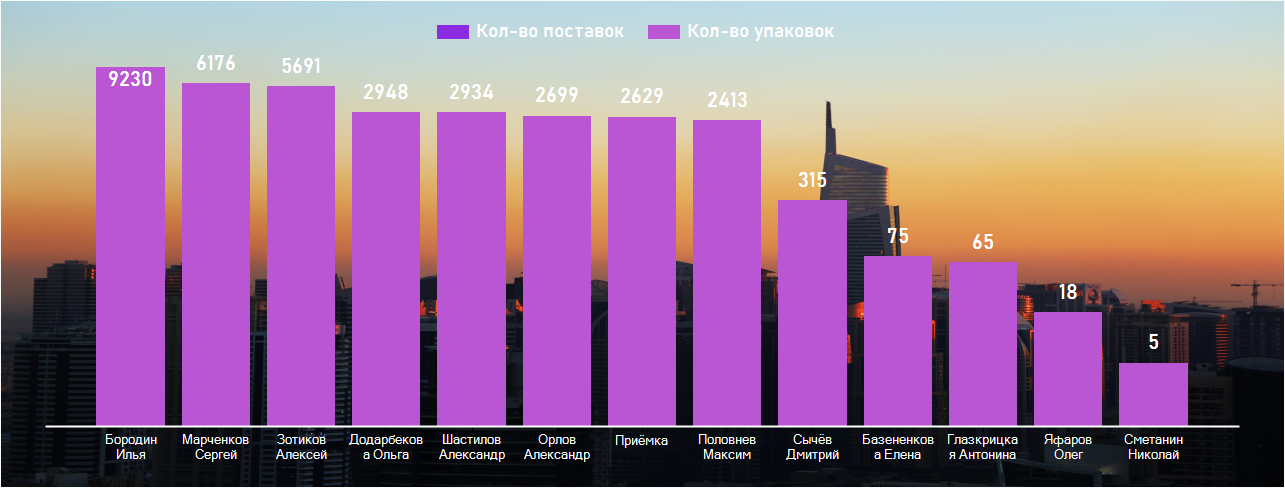 Кол-во поставок Кол-во упаковок
9230 6176 5691 2948 2934 2699 2629 2413 315 75 65 18 5
Бородин Марченков Зотиков Додарбеков Шастилов Орлов Приёмка Половнев Сычёв Базененков Глазкрицка Яфаров Сметанин
Илья Сергей Алексей а Ольга Александр Александр Максим Дмитрий а Елена я Антонина Олег Николай